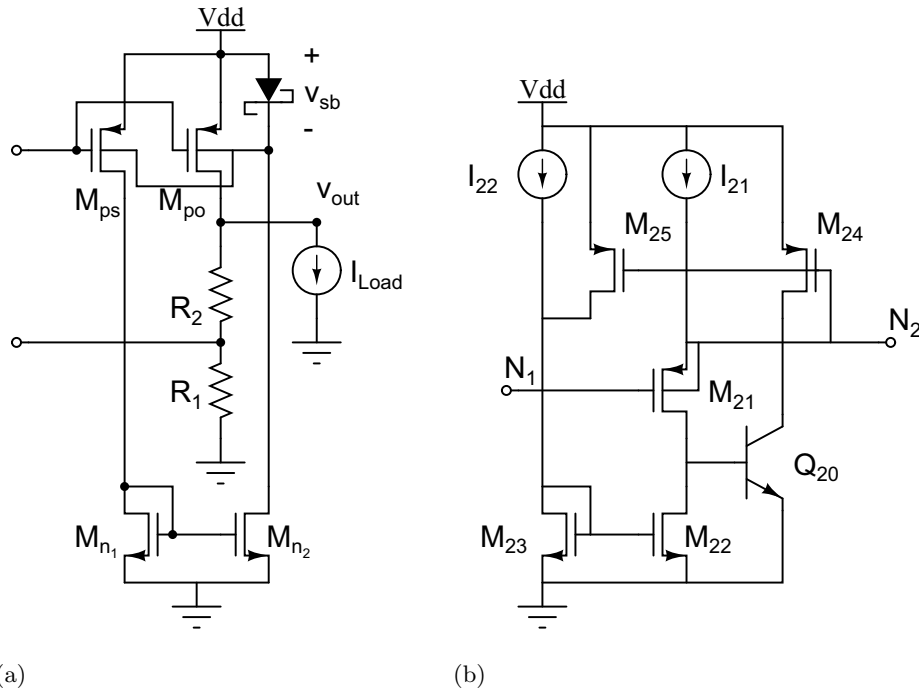 Vdd
+
v_sb
-
M_ps
M_po
v_out
I_Load
R_2
R_1
M_n1
M_n2
(a)
Vdd
I_22
I_21
M_25
M_24
N_2
N_1
M_21
Q_20
M_23
M_22
(b)